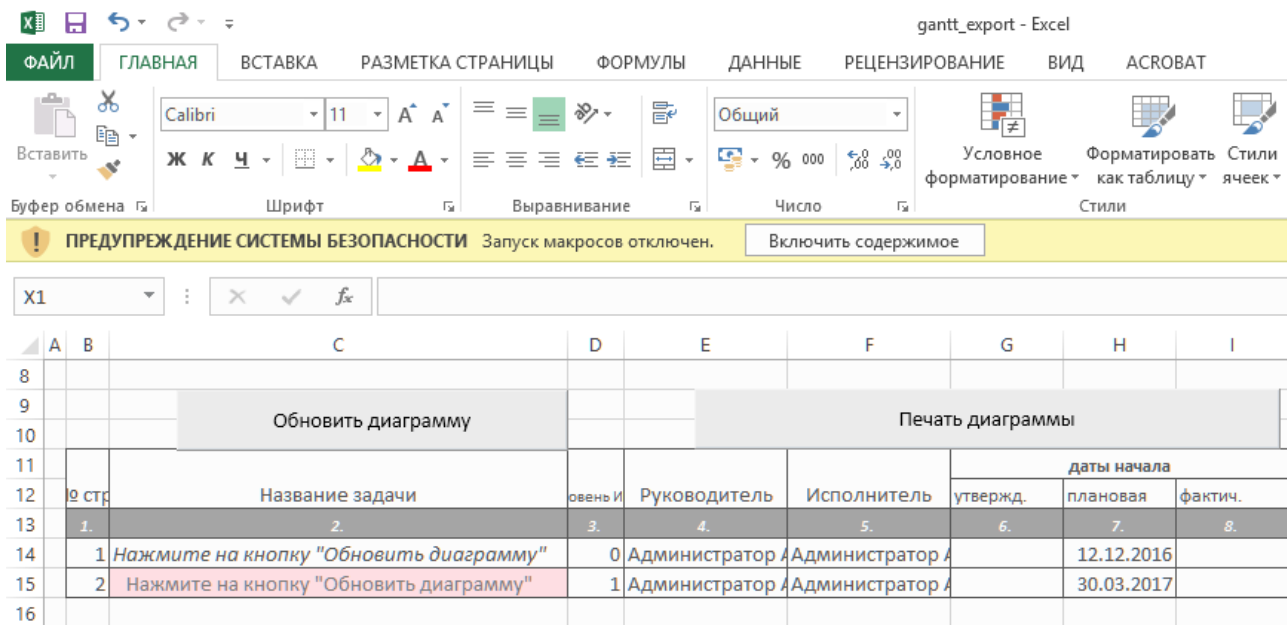 gantt_export - Excel
ФАЙЛ ГЛАВНАЯ ВСТАВКА РАЗМЕТКА СТРАНИЦЫ ФОРМУЛЫ ДАННЫЕ РЕЦЕНЗИРОВАНИЕ ВИД ACROBAT
Вставить
Calibri 11
Ж К Ч
Общий
% 000
Условное форматирование
Форматировать как таблицу
Стили ячеек
Буфер обмена Шрифт Выравнивание Число Стили
ПРЕДУПРЕЖДЕНИЕ СИСТЕМЫ БЕЗОПАСНОСТИ Запуск макросов отключен. Включить содержимое
X1 fx
A B C D E F G H I
8
9
Обновить диаграмму Печать диаграммы
10
11 даты начала
12 № стр Название задачи овень И Руководитель Исполнитель утвержд. плановая фактич.
13 1. 2. 3. 4. 5. 6. 7. 8.
14 1 Нажмите на кнопку "Обновить диаграмму" 0 Администратор А Администратор А 12.12.2016
15 2 Нажмите на кнопку "Обновить диаграмму" 1 Администратор А Администратор А 30.03.2017
16